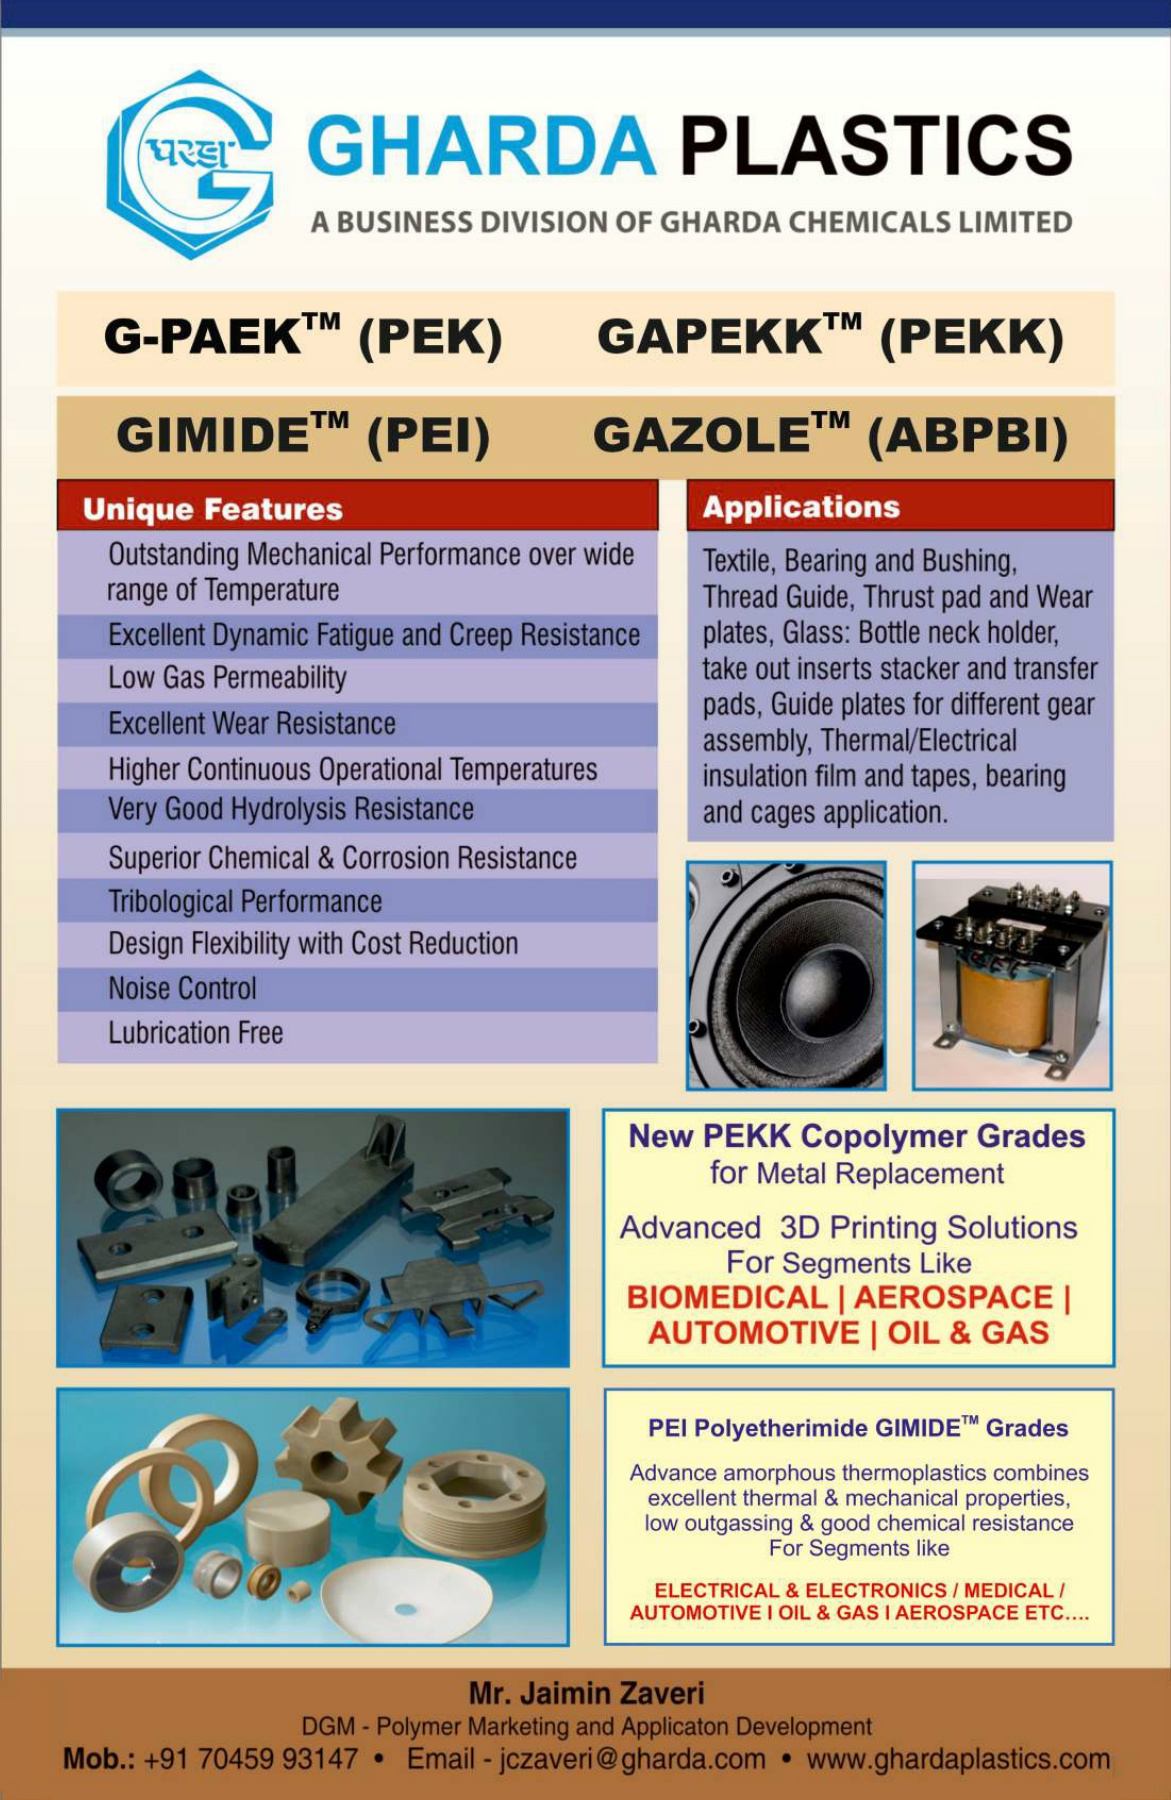 घरडा
GHARDA PLASTICS
A BUSINESS DIVISION OF GHARDA CHEMICALS LIMITED
G-PAEK™ (PEK) GAPEKK™ (PEKK)
GIMIDE™ (PEI) GAZOLE™ (ABPBI)
Unique Features
Outstanding Mechanical Performance over wide
range of Temperature
Excellent Dynamic Fatigue and Creep Resistance
Low Gas Permeability
Excellent Wear Resistance
Higher Continuous Operational Temperatures
Very Good Hydrolysis Resistance
Superior Chemical & Corrosion Resistance
Tribological Performance
Design Flexibility with Cost Reduction
Noise Control
Lubrication Free
Applications
Textile, Bearing and Bushing,
Thread Guide, Thrust pad and Wear
plates, Glass: Bottle neck holder,
take out inserts stacker and transfer
pads, Guide plates for different gear
assembly, Thermal/Electrical
insulation film and tapes, bearing
and cages application.
New PEKK Copolymer Grades
for Metal Replacement
Advanced 3D Printing Solutions
For Segments Like
BIOMEDICAL | AEROSPACE |
AUTOMOTIVE | OIL & GAS
PEI Polyetherimide GIMIDE™ Grades
Advance amorphous thermoplastics combines
excellent thermal & mechanical properties,
low outgassing & good chemical resistance
For Segments like
ELECTRICAL & ELECTRONICS / MEDICAL /
AUTOMOTIVE I OIL & GAS I AEROSPACE ETC....
Mr. Jaimin Zaveri
DGM - Polymer Marketing and Applicaton Development
Mob.: +91 70459 93147 • Email - jczaveri@gharda.com • www.ghardaplastics.com